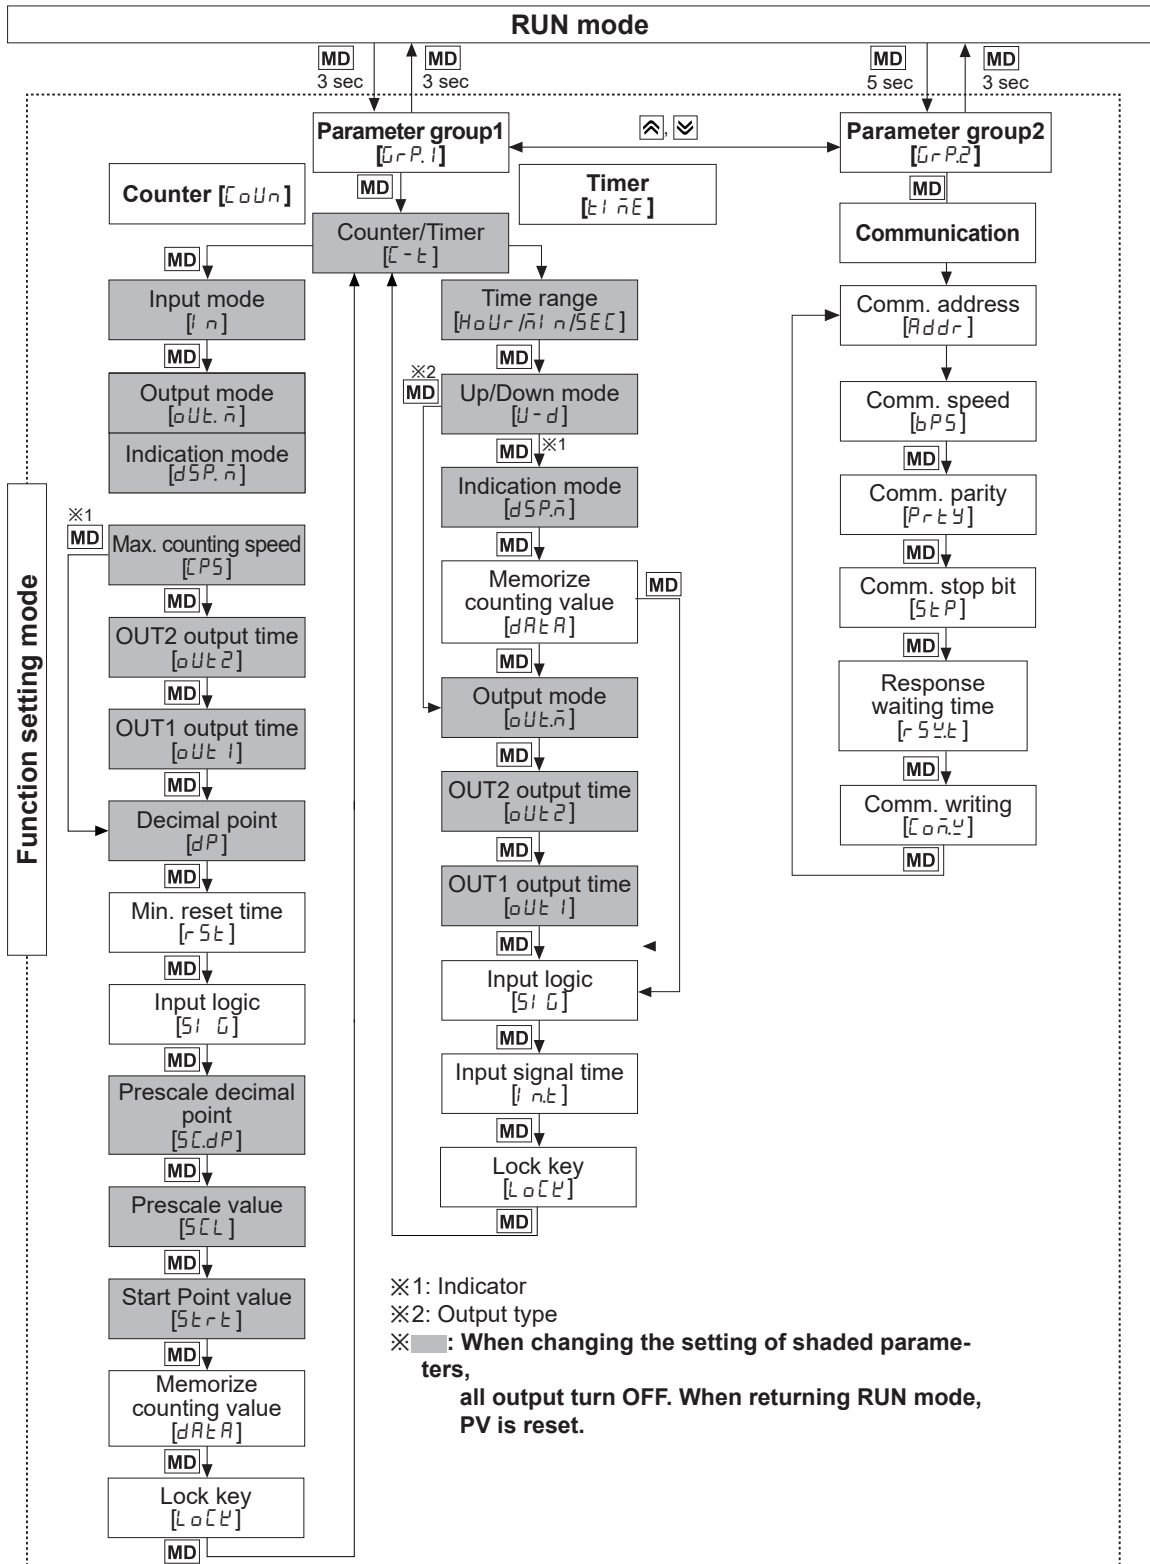 RUN mode
MD
3 sec
MD
3 sec
MD
5 sec
MD
3 sec
Parameter group1
[GrP.1]
Parameter group2
[GrP.2]
MD
MD
Counter [CoUn]
Timer
[tImE]
Counter/Timer
[C-t]
Communication
MD
Input mode
[In]
MD
Output mode
[oUt.m]
Indication mode
[dSP.m]
※1
MD
Max. counting speed
[CPS]
MD
OUT2 output time
[oUt2]
MD
OUT1 output time
[oUt1]
MD
Decimal point
[dP]
MD
Min. reset time
[rSt]
MD
Input logic
[SIG]
MD
Prescale decimal
point
[SC.dP]
MD
Prescale value
[SCL]
MD
Start Point value
[Strt]
MD
Memorize
counting value
[dAtA]
MD
Lock key
[LoCK]
MD
Time range
[HoUr/mIn/SEC]
MD
※2
MD
Up/Down mode
[U-d]
MD
※1
Indication mode
[dSP.m]
MD
Memorize
counting value
[dAtA]
MD
MD
Output mode
[oUt.m]
MD
OUT2 output time
[oUt2]
MD
OUT1 output time
[oUt1]
MD
Input logic
[SIG]
MD
Input signal time
[In.t]
MD
Lock key
[LoCK]
MD
Comm. address
[Addr]
Comm. speed
[bPS]
MD
Comm. parity
[PrtY]
MD
Comm. stop bit
[StP]
MD
Response
waiting time
[rSW.t]
MD
Comm. writing
[Com.W]
MD
Function setting mode
※1: Indicator
※2: Output type
※ : When changing the setting of shaded parame-
ters,
all output turn OFF. When returning RUN mode,
PV is reset.